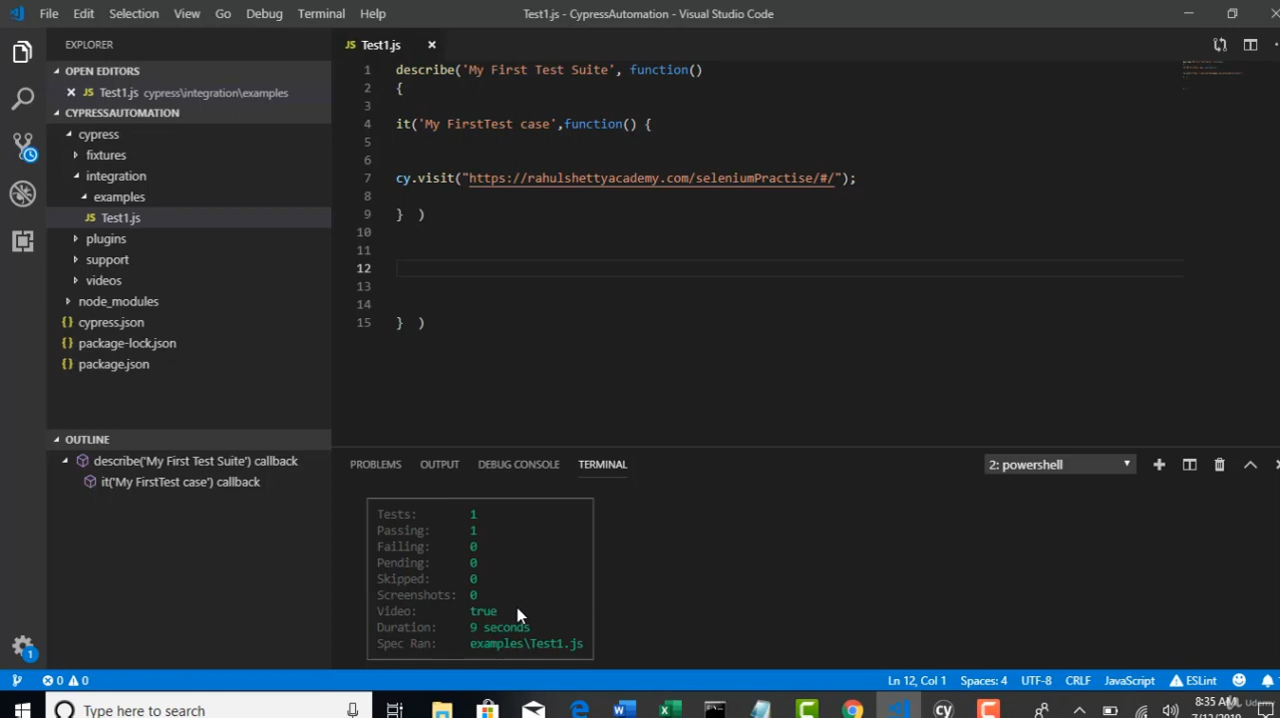 File Edit Selection View Go Debug Terminal Help Test1.js - CypressAutomation - Visual Studio Code
EXPLORER
OPEN EDITORS
Test1.js cypress\integration\examples
CYPRESSAUTOMATION
cypress
fixtures
integration
examples
JS Test1.js
plugins
support
videos
node_modules
{} cypress.json
{} package-lock.json
{} package.json
OUTLINE
describe('My First Test Suite') callback
it('My FirstTest case') callback
1
JS Test1.js
1 describe('My First Test Suite', function()
2 {
3
4 it('My FirstTest case',function() {
5
6
7 cy.visit("https://rahulshettyacademy.com/seleniumPractise/#/");
8
9 } )
10
11
12
13
14
15 } )
PROBLEMS OUTPUT DEBUG CONSOLE TERMINAL 2: powershell
Tests: 1
Passing: 1
Failing: 0
Pending: 0
Skipped: 0
Screenshots: 0
Video: true
Duration: 9 seconds
Spec Ran: examples\Test1.js
0 0 Ln 12, Col 1 Spaces: 4 UTF-8 CRLF JavaScript ESLint
Type here to search
cy
8:35 AM
Udemy